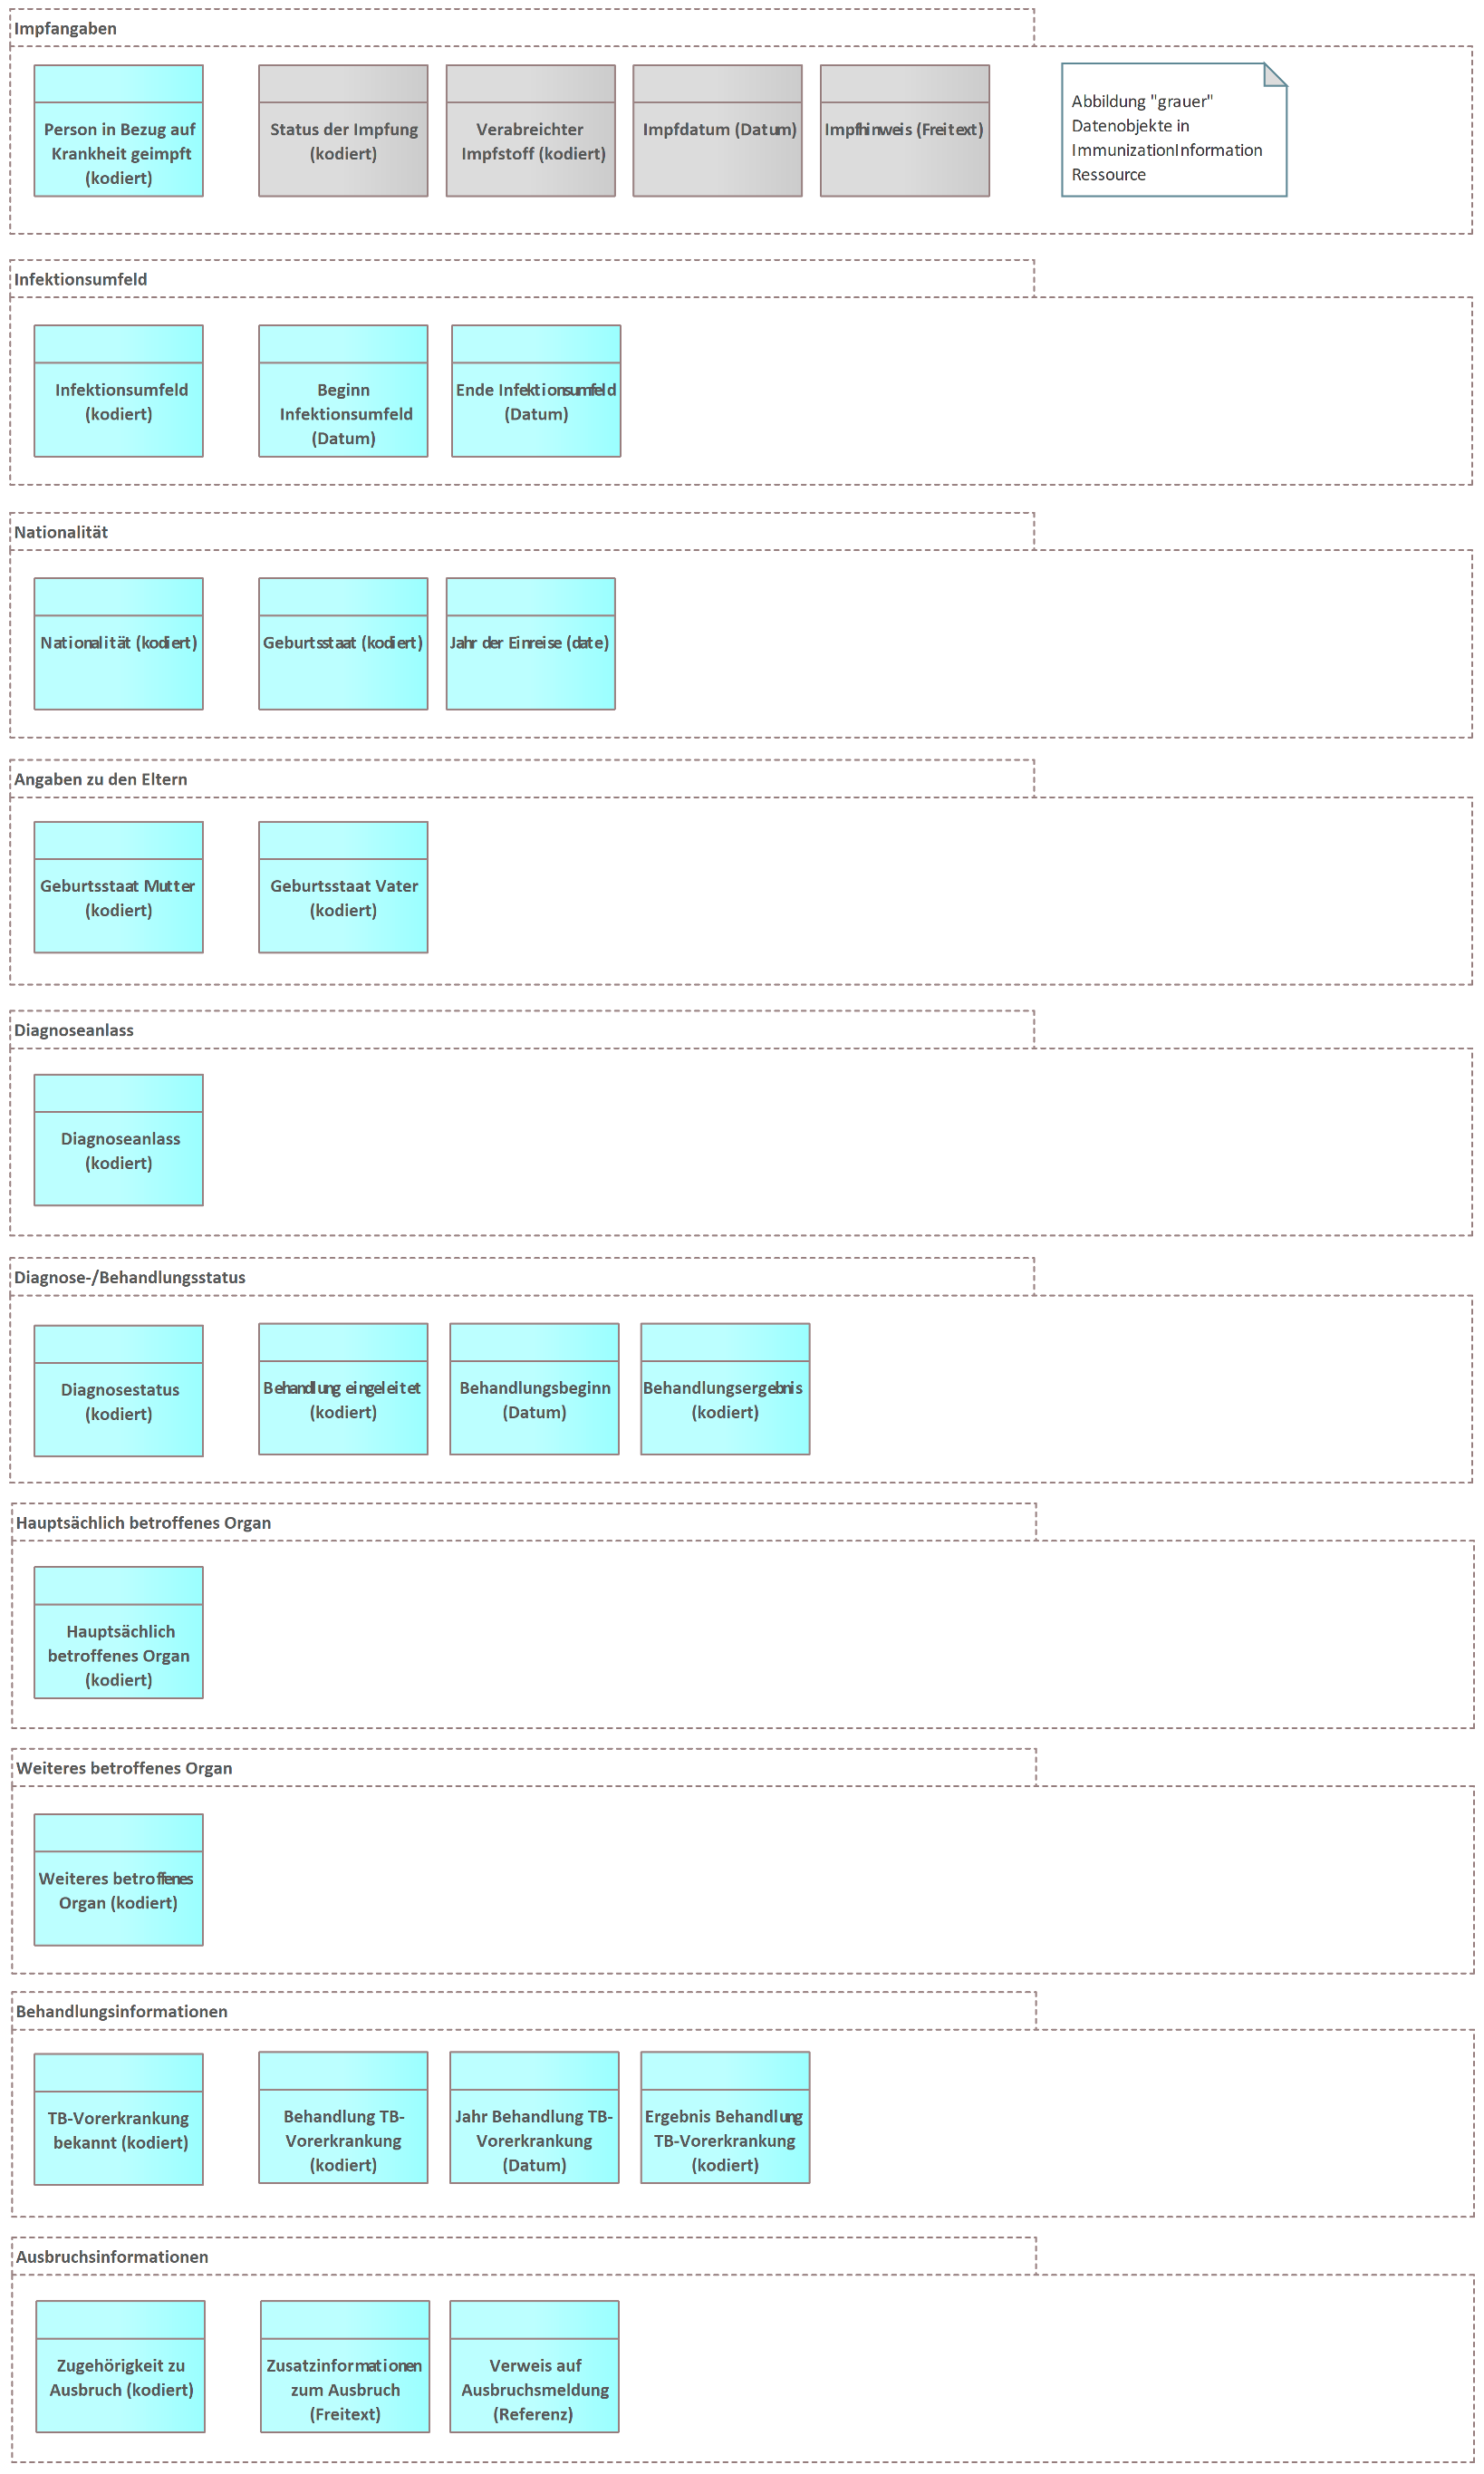 Impfangaben
Person in Bezug auf
Krankheit geimpft
(kodiert)
Status der Impfung
(kodiert)
Verabreichter
Impfstoff (kodiert)
Impfdatum (Datum)
Impfhinweis (Freitext)
Abbildung "grauer"
Datenobjekte in
ImmunizationInformation
Ressource
Infektionsumfeld
Infektionsumfeld
(kodiert)
Beginn
Infektionsumfeld
(Datum)
Ende Infektionsumfeld
(Datum)
Nationalität
Nationalität (kodiert)
Geburtsstaat (kodiert)
Jahr der Einreise (date)
Angaben zu den Eltern
Geburtsstaat Mutter
(kodiert)
Geburtsstaat Vater
(kodiert)
Diagnoseanlass
Diagnoseanlass
(kodiert)
Diagnose-/Behandlungsstatus
Diagnosestatus
(kodiert)
Behandlung eingeleitet
(kodiert)
Behandlungsbeginn
(Datum)
Behandlungsergebnis
(kodiert)
Hauptsächlich betroffenes Organ
Hauptsächlich
betroffenes Organ
(kodiert)
Weiteres betroffenes Organ
Weiteres betroffenes
Organ (kodiert)
Behandlungsinformationen
TB-Vorerkrankung
bekannt (kodiert)
Behandlung TB-
Vorerkrankung
(kodiert)
Jahr Behandlung TB-
Vorerkrankung
(Datum)
Ergebnis Behandlung
TB-Vorerkrankung
(kodiert)
Ausbruchsinformationen
Zugehörigkeit zu
Ausbruch (kodiert)
Zusatzinformationen
zum Ausbruch
(Freitext)
Verweis auf
Ausbruchsmeldung
(Referenz)